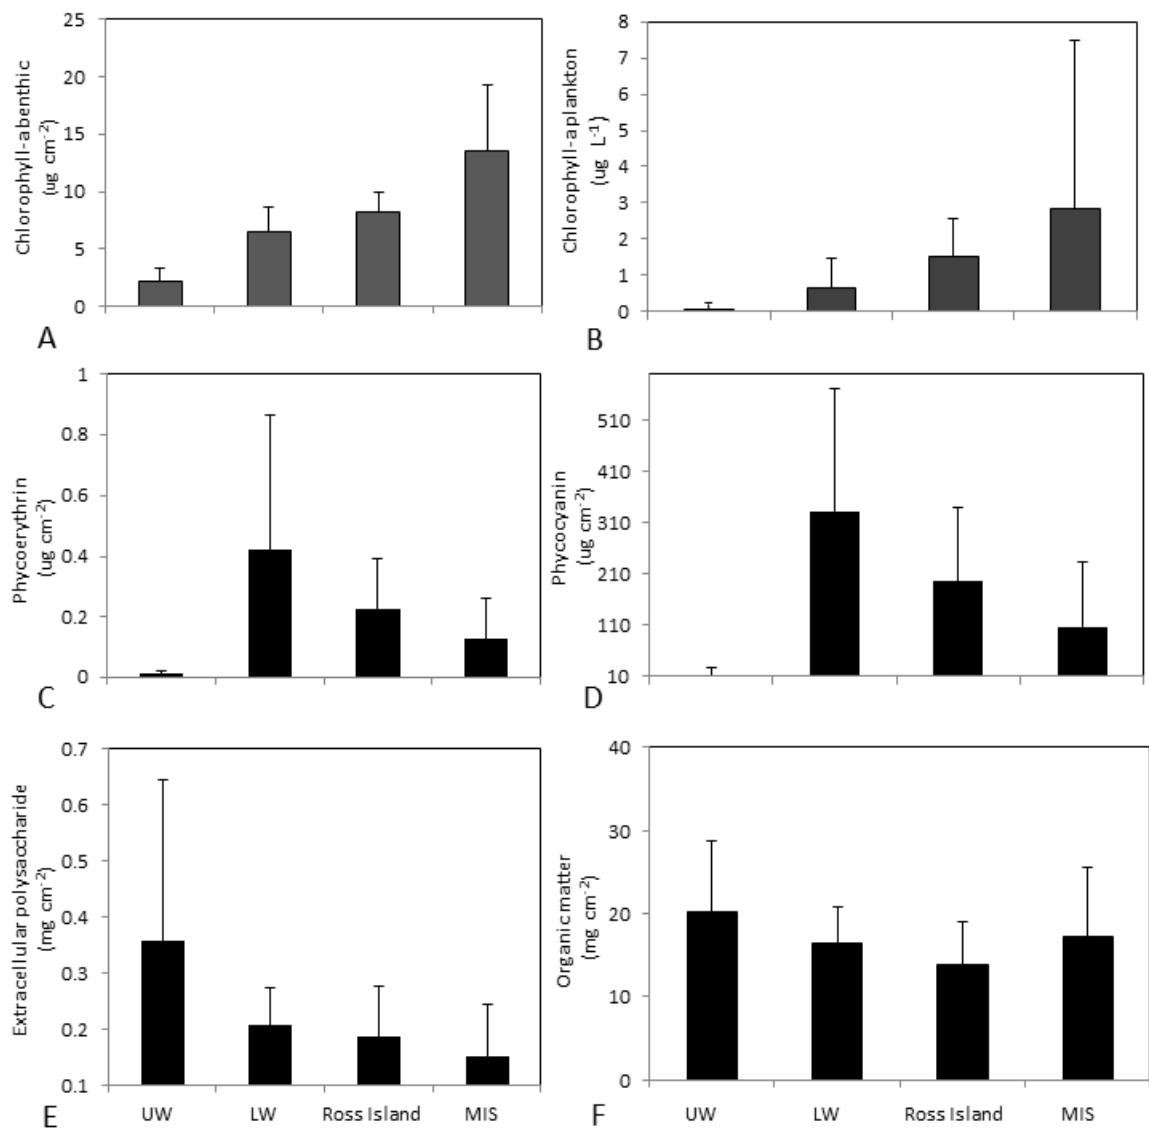 Chlorophyll-abenthic
(ug cm-2)
25
20
15
10
5
0
A
Chlorophyll-aplankton
(ug L-1)
8
7
6
5
4
3
2
1
0
B
Phycoerythrin
(ug cm-2)
1
0.8
0.6
0.4
0.2
0
C
Phycocyanin
(ug cm-2)
510
410
310
210
110
10
D
Extracellular polysaccharide
(mg cm-2)
0.7
0.6
0.5
0.4
0.3
0.2
0.1
E
UW LW Ross Island MIS
Organic matter
(mg cm-2)
40
30
20
10
0
F
UW LW Ross Island MIS